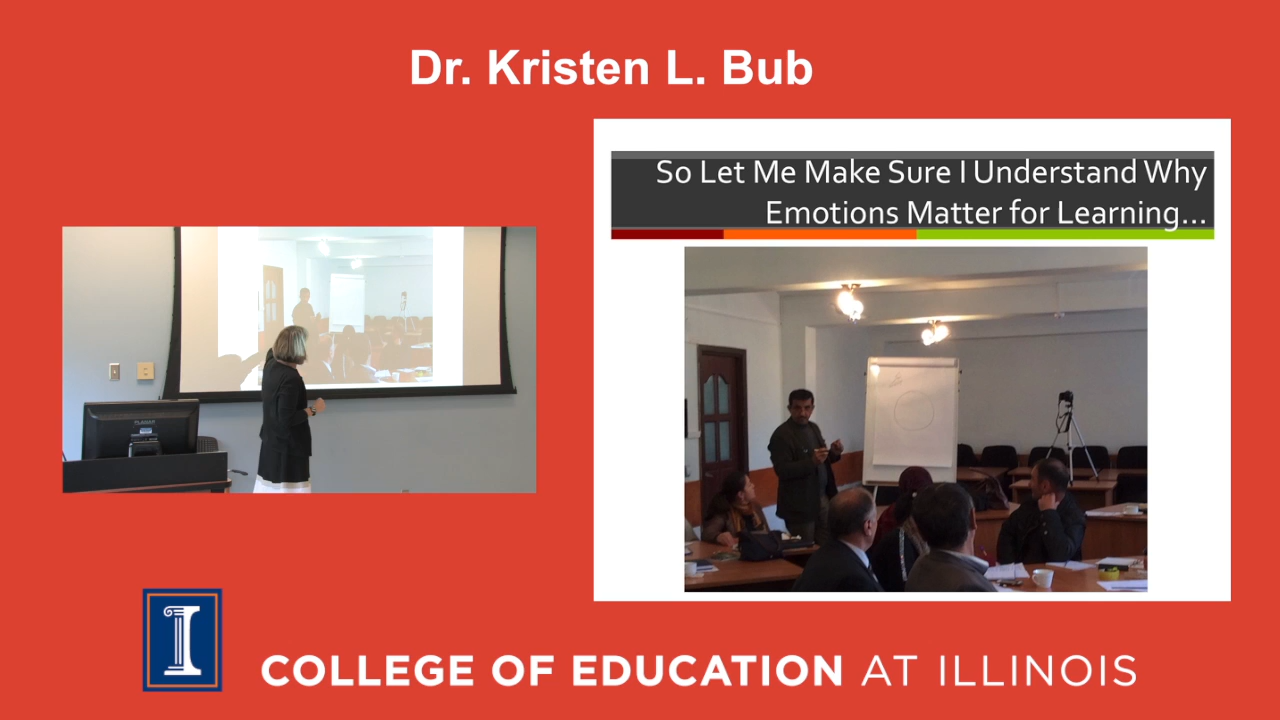 Dr. Kristen L. Bub
So Let Me Make Sure I Understand Why
Emotions Matter for Learning...
PLANAR
I
COLLEGE OF EDUCATION AT ILLINOIS